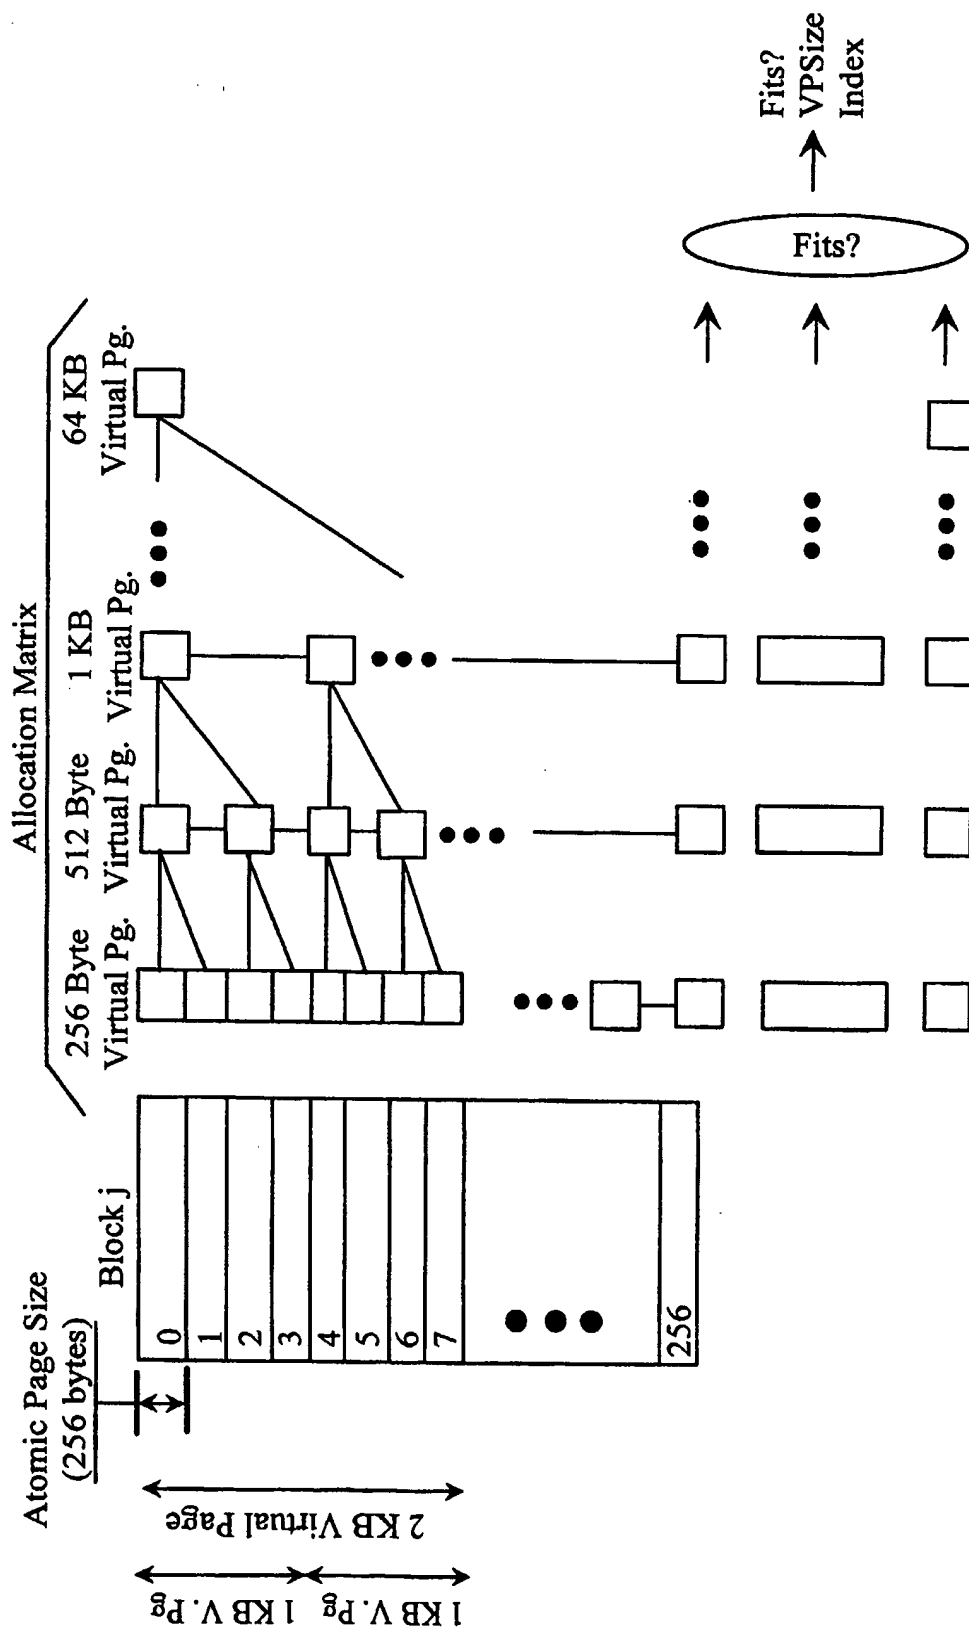 Allocation Matrix
Atomic Page Size
(256 bytes)
Block j
256 Byte
Virtual Pg.
512 Byte
Virtual Pg.
1 KB
Virtual Pg.
64 KB
Virtual Pg.
0
1
2
3
4
5
6
7
256
2 KB Virtual Page
1 KB V. Pg
1 KB V. Pg
Fits?
Fits?
VPSize
Index